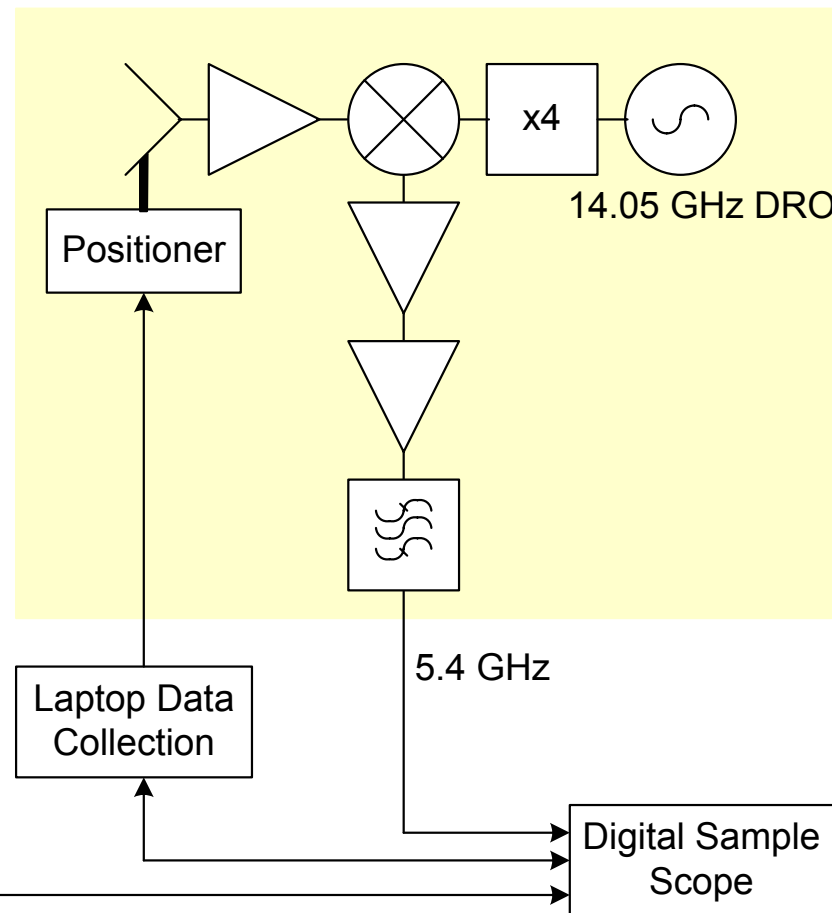 x4
14.05 GHz DRO
Positioner
5.4 GHz
Laptop Data
Collection
Digital Sample
Scope